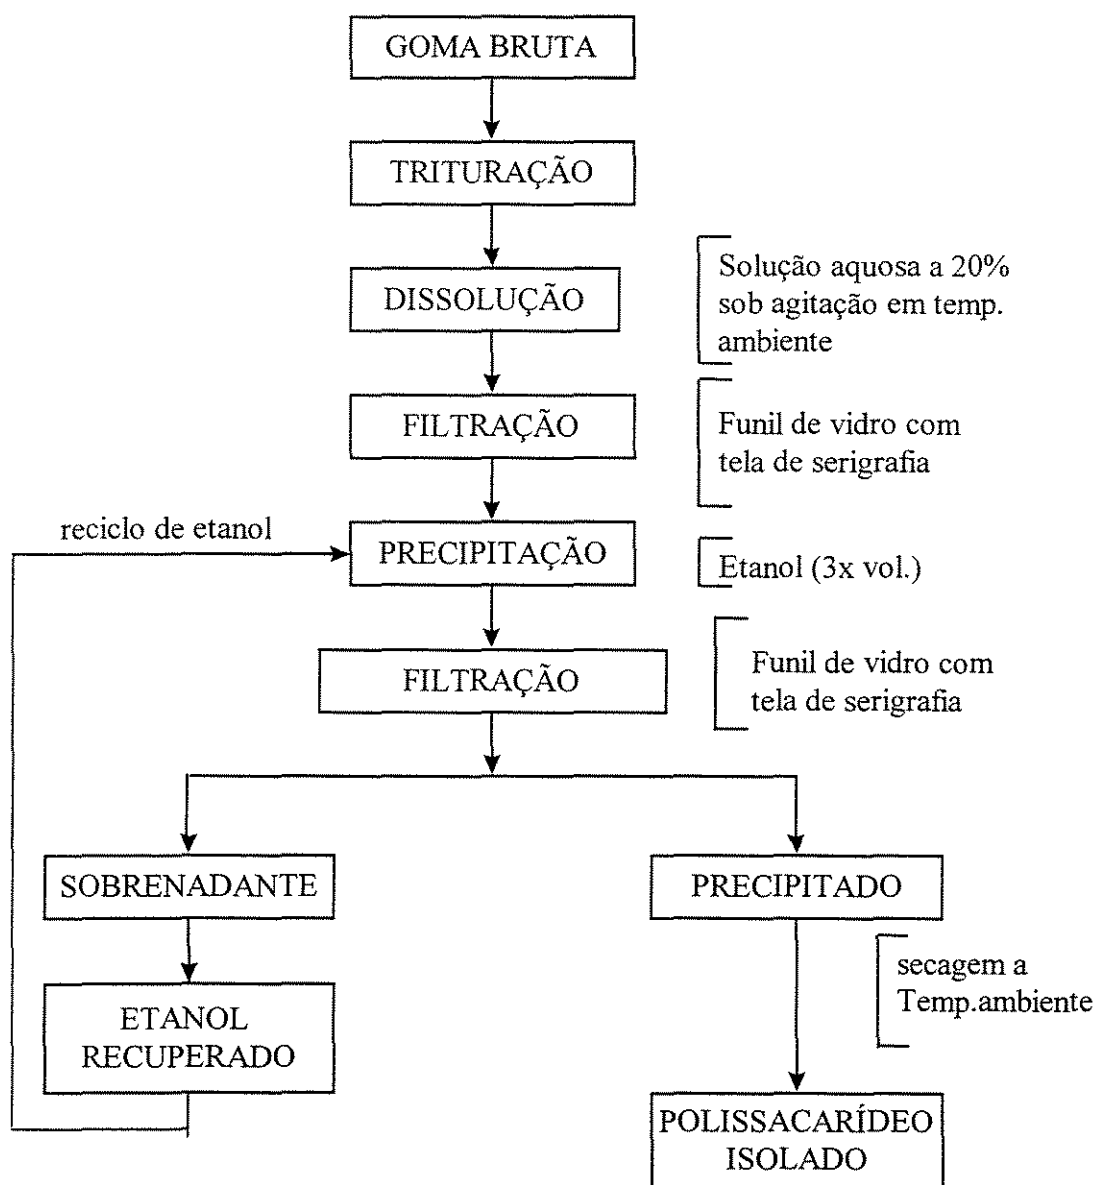 GOMA BRUTA
TRITURAÇÃO
DISSOLUÇÃO
Solução aquosa a 20%
sob agitação em temp.
ambiente
FILTRAÇÃO
Funil de vidro com
tela de serigrafia
reciclo de etanol
PRECIPITAÇÃO
Etanol (3x vol.)
FILTRAÇÃO
Funil de vidro com
tela de serigrafia
SOBRENADANTE
PRECIPITADO
secagem a
Temp.ambiente
ETANOL
RECUPERADO
POLISSACARÍDEO
ISOLADO